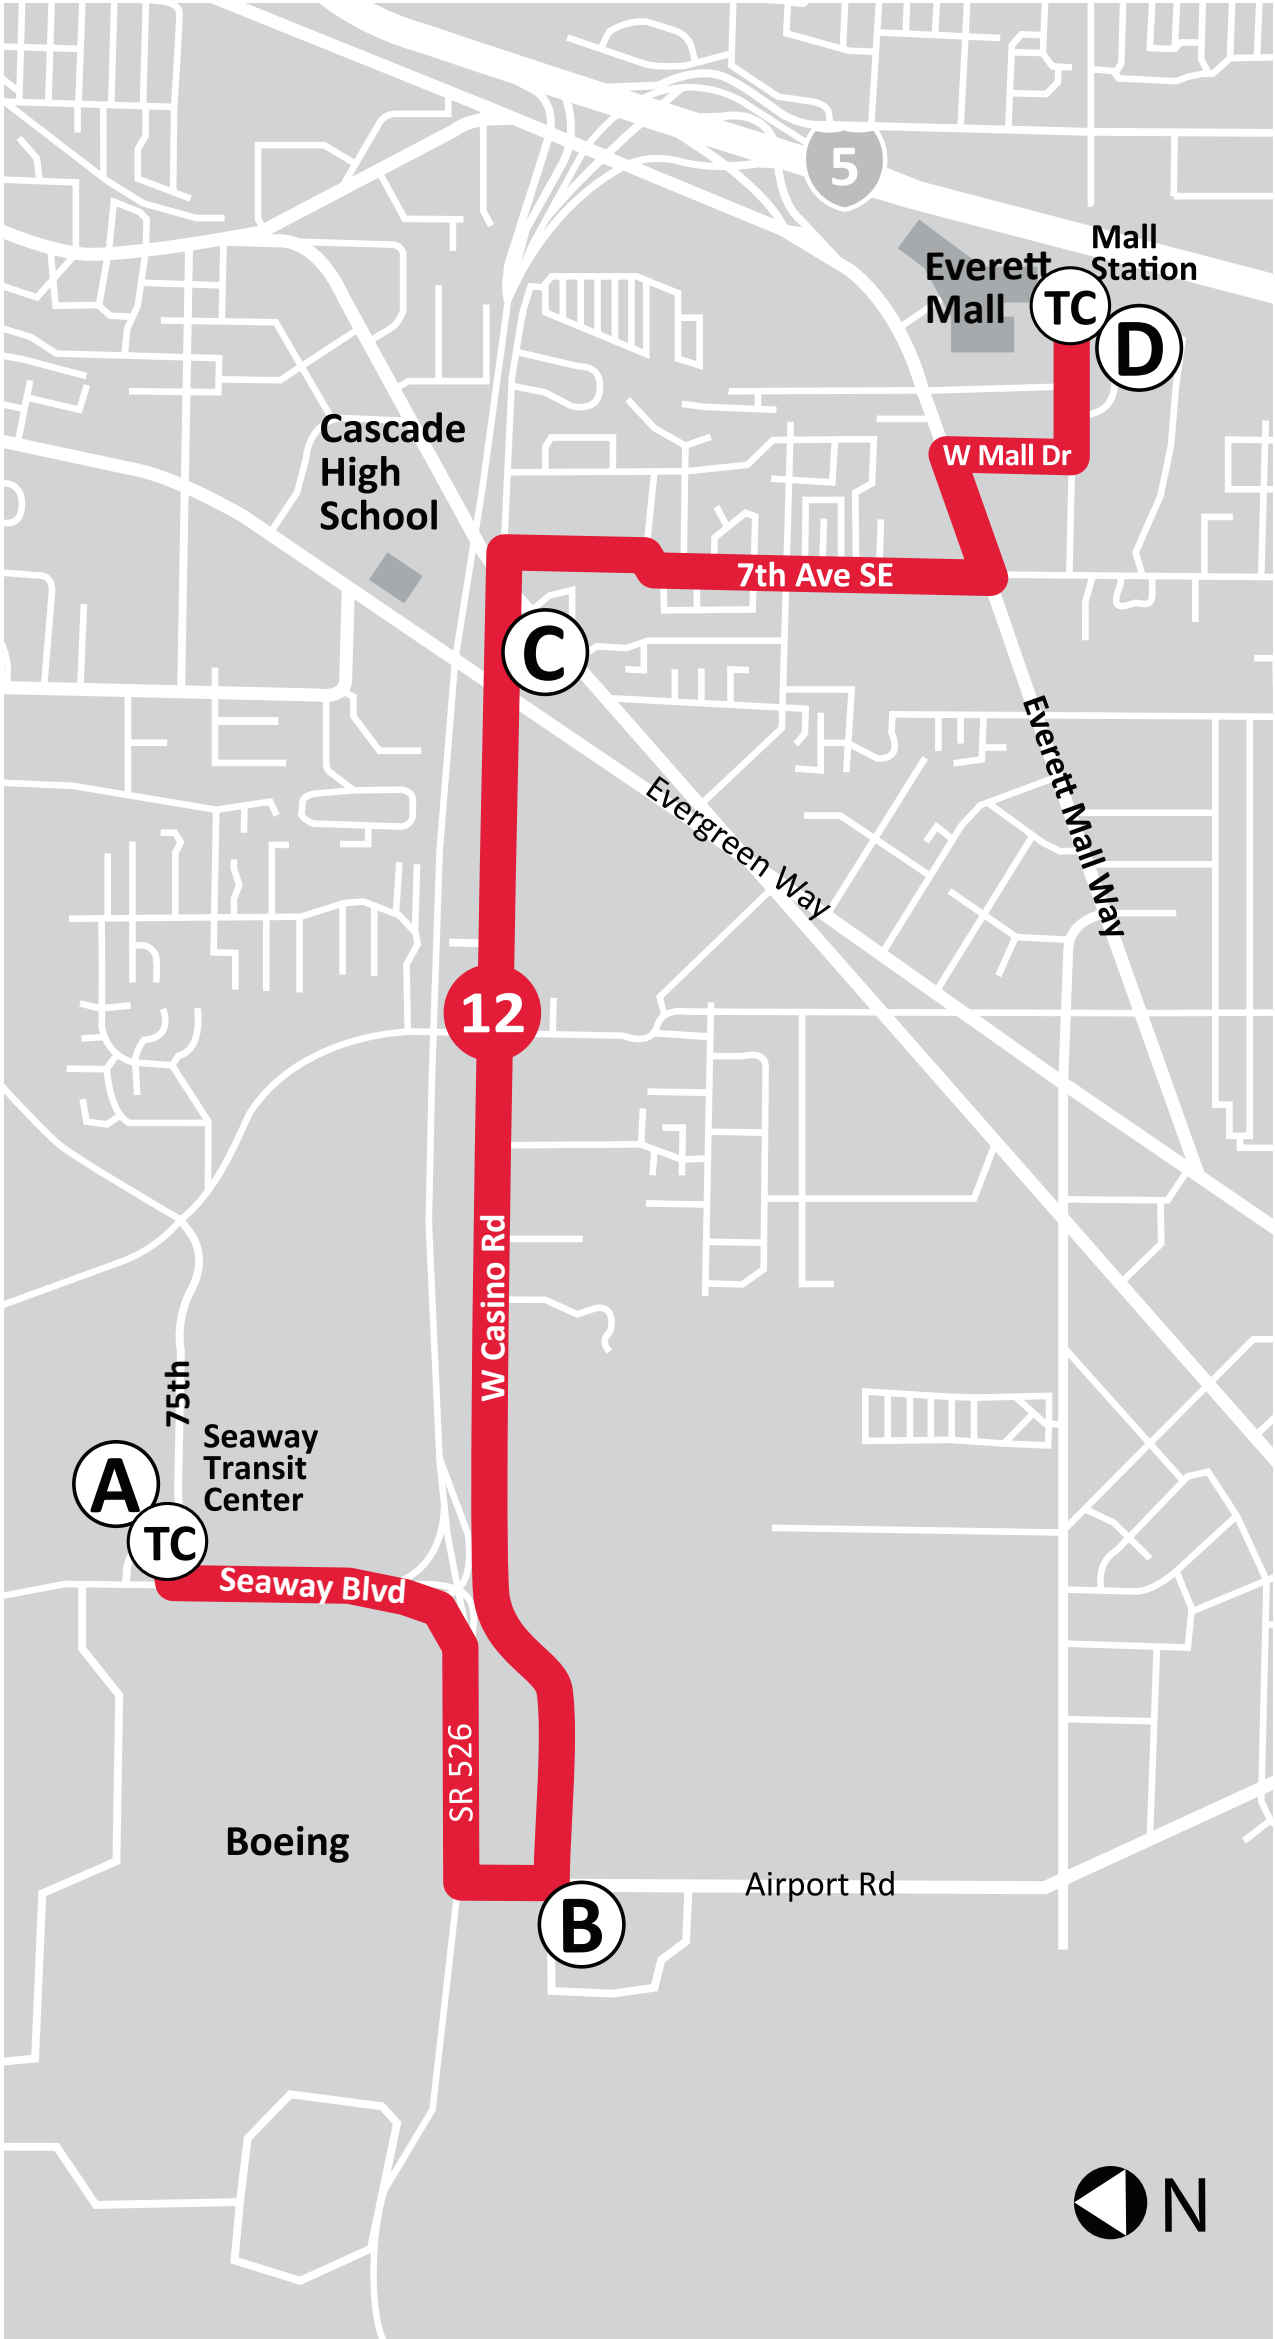 5
Mall
Station
Everett
Mall
TC
D
Cascade
High
School
W Mall Dr
7th Ave SE
C
Everett Mall Way
Evergreen Way
12
W Casino Rd
75th
Seaway
Transit
Center
A
TC
Seaway Blvd
SR 526
Boeing
Airport Rd
B
N